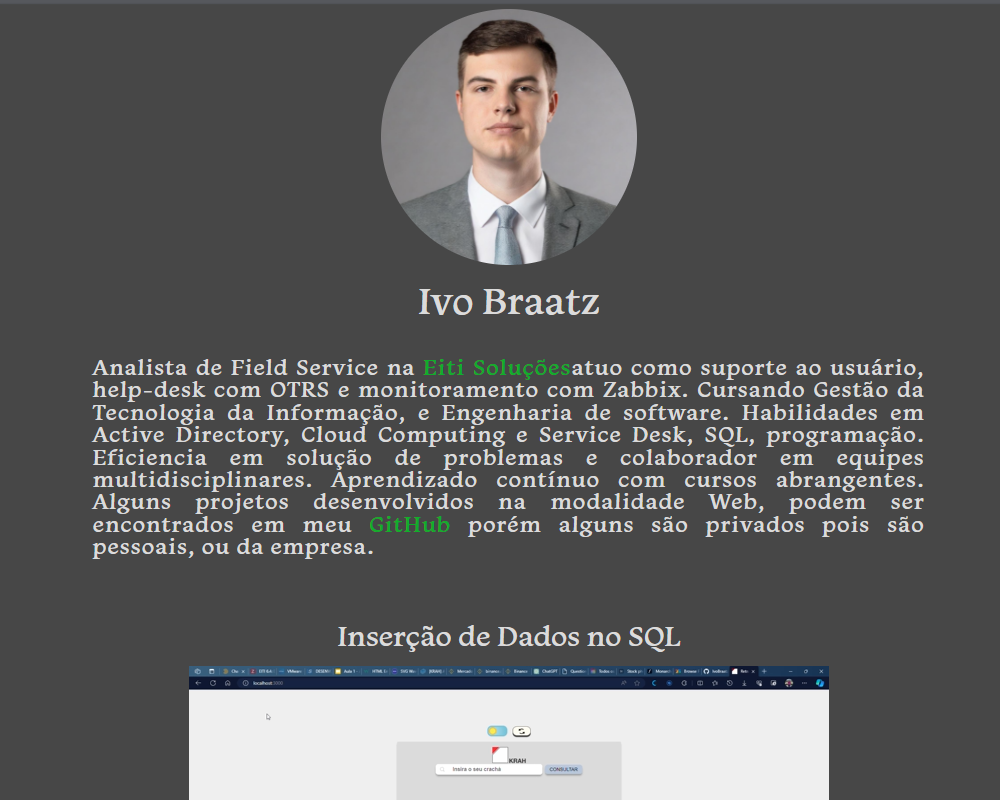 Ivo Braatz
Analista de Field Service na Eiti Soluçõesatuo como suporte ao usuário,
help-desk com OTRS e monitoramento com Zabbix. Cursando Gestão da
Tecnologia da Informação, e Engenharia de software. Habilidades em
Active Directory, Cloud Computing e Service Desk, SQL, programação.
Eficiencia em solução de problemas e colaborador em equipes
multidisciplinares. Aprendizado contínuo com cursos abrangentes.
Alguns projetos desenvolvidos na modalidade Web, podem ser
encontrados em meu GitHub porém alguns são privados pois são
pessoais, ou da empresa.
Inserção de Dados no SQL
localhost
KRAH
Insira o seu crachá CONSULTAR